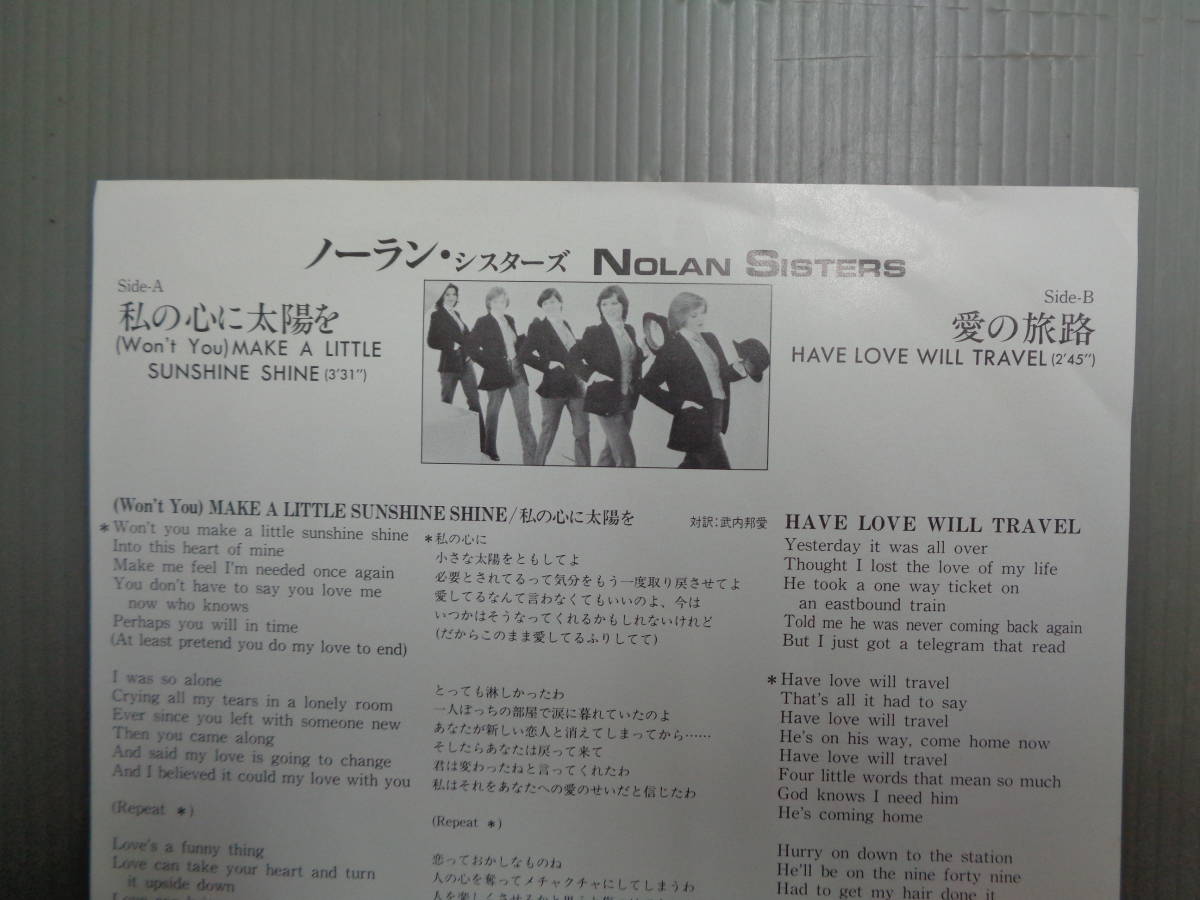 ノーラン・シスターズ NOLAN SISTERS
Side-A
私の心に太陽を
(Won't You) MAKE A LITTLE
SUNSHINE SHINE (3'31")
Side-B
愛の旅路
HAVE LOVE WILL TRAVEL (2'45")
(Won't You) MAKE A LITTLE SUNSHINE SHINE/私の心に太陽を
対訳:武内邦愛
*Won't you make a little sunshine shine
Into this heart of mine
Make me feel I'm needed once again
You don't have to say you love me
now who knows
Perhaps you will in time
(At least pretend you do my love to end)
I was so alone
Crying all my tears in a lonely room
Ever since you left with someone new
Then you came along
And said my love is going to change
And I believed it could my love with you
(Repeat *)
Love's a funny thing
Love can take your heart and turn
it upside down
*私の心に
小さな太陽をともしてよ
必要とされてるって気分をもう一度取り戻させてよ
愛してるなんて言わなくてもいいのよ、今は
いつかはそうなってくれるかもしれないけれど
(だからこのまま愛してるふりしてて)
とっても淋しかったわ
一人ぼっちの部屋で涙に暮れていたのよ
あなたが新しい恋人と消えてしまってから……
そしたらあなたは戻って来て
君は変わったねと言ってくれたわ
私はそれをあなたへの愛のせいだと信じたわ
(Repeat *)
恋っておかしなものね
人の心を奪ってメチャクチャにしてしまうわ
HAVE LOVE WILL TRAVEL
Yesterday it was all over
Thought I lost the love of my life
He took a one way ticket on
an eastbound train
Told me he was never coming back again
But I just got a telegram that read
*Have love will travel
That's all it had to say
Have love will travel
He's on his way, come home now
Have love will travel
Four little words that mean so much
God knows I need him
He's coming home
Hurry on down to the station
He'll be on the nine forty nine
Had to get my hair done it